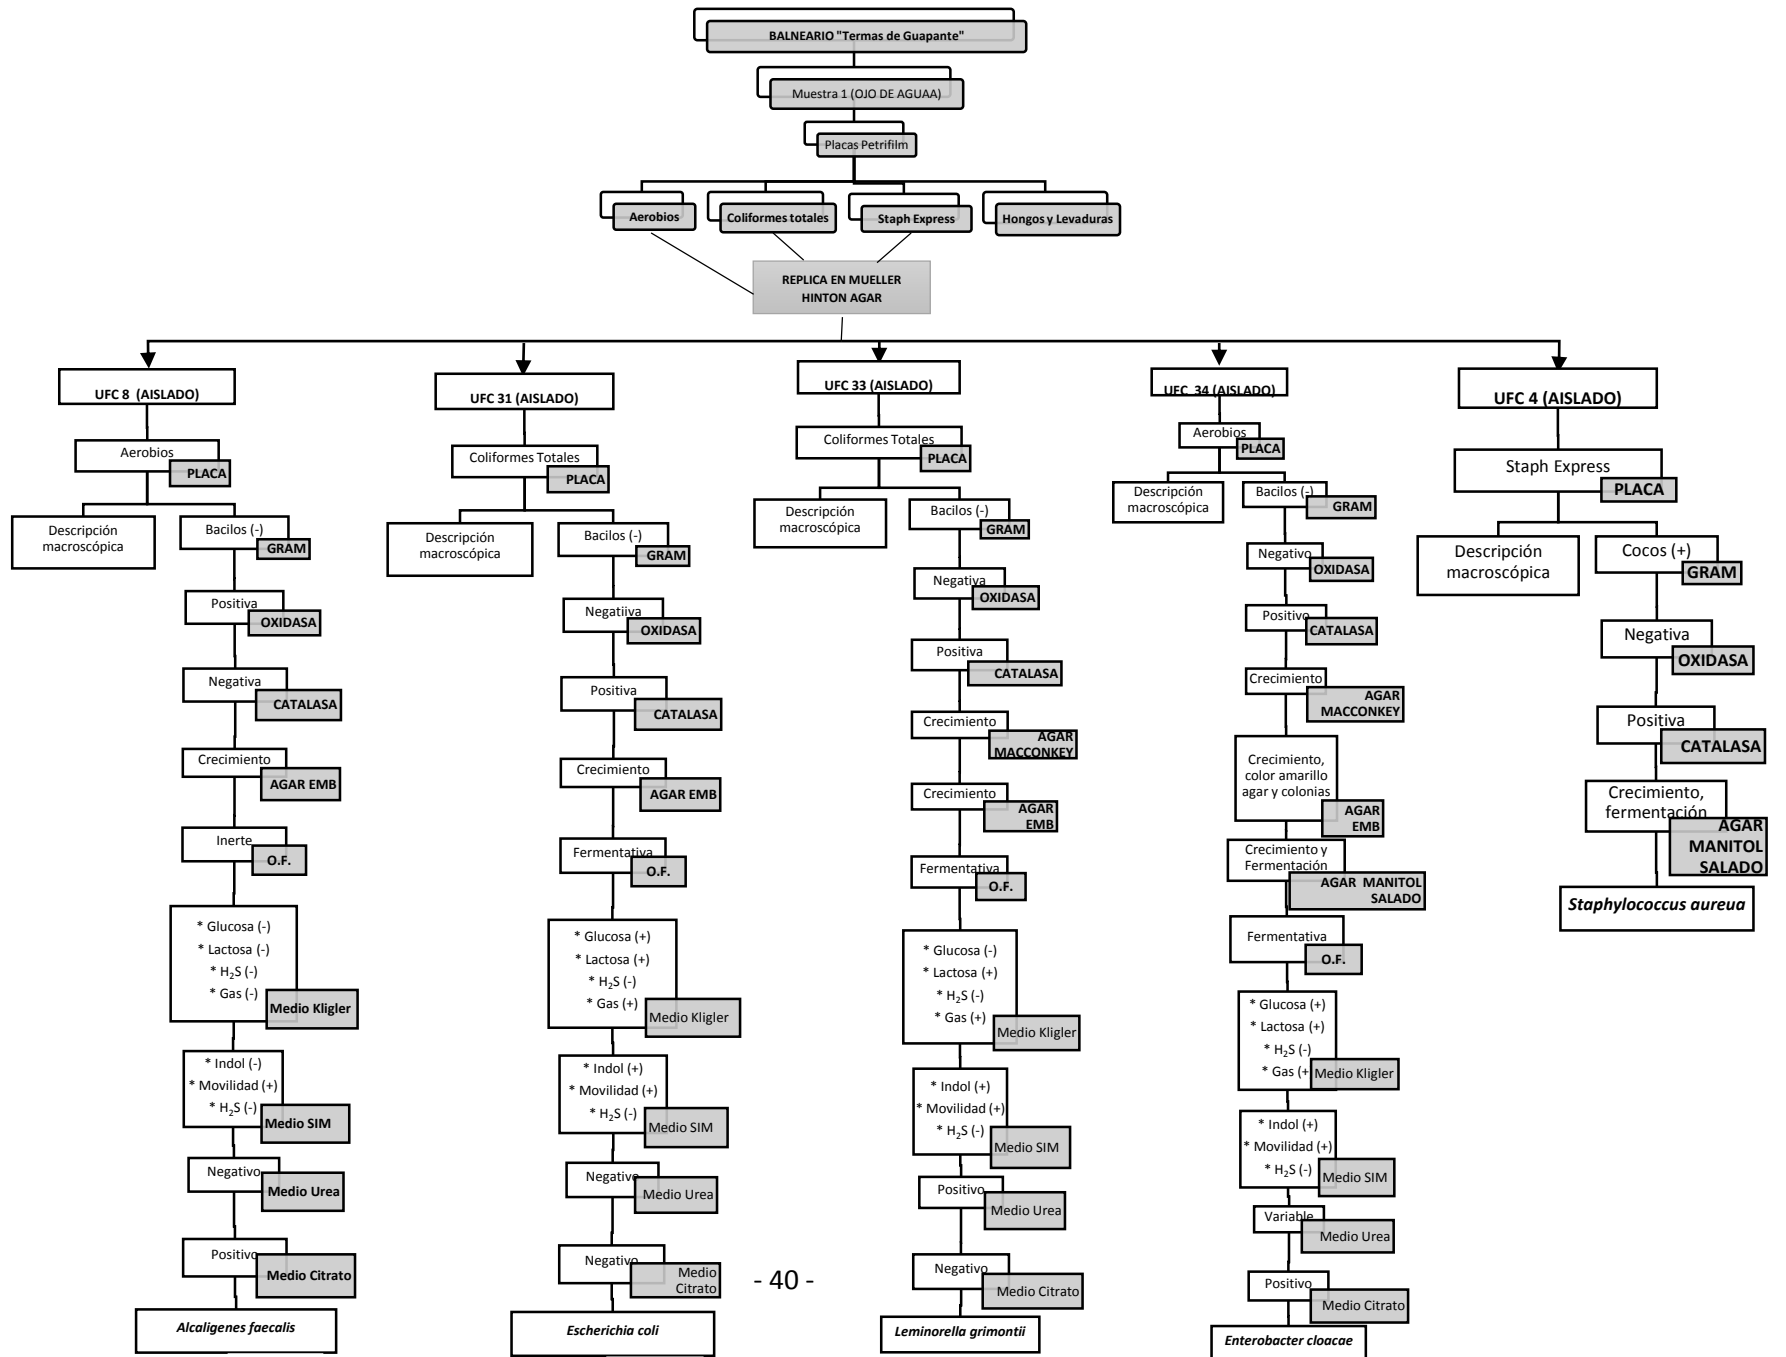 BALNEARIO "Termas de Guapante"
Muestra 1 (OJO DE AGUAA)
Placas Petrifilm
Aerobios
Coliformes totales
Staph Express
Hongos y Levaduras
REPLICA EN MUELLER
HINTON AGAR
UFC 8 (AISLADO)
Aerobios
PLACA
Descripción
macroscópica
Bacilos (-)
GRAM
Positiva
OXIDASA
Negativa
CATALASA
Crecimiento
AGAR EMB
Inerte
O.F.
* Glucosa (-)
* Lactosa (-)
* H₂S (-)
* Gas (-)
Medio Kligler
* Indol (-)
* Movilidad (+)
* H₂S (-)
Medio SIM
Negativo
Medio Urea
Positivo
Medio Citrato
Alcaligenes faecalis
UFC 31 (AISLADO)
Coliformes Totales
PLACA
Descripción
macroscópica
Bacilos (-)
GRAM
Negatiiva
OXIDASA
Positiva
CATALASA
Crecimiento
AGAR EMB
Fermentativa
O.F.
* Glucosa (+)
* Lactosa (+)
* H₂S (-)
* Gas (+)
Medio Kligler
* Indol (+)
* Movilidad (+)
* H₂S (-)
Medio SIM
Negativo
Medio Urea
Negativo
Medio
Citrato
Escherichia coli
UFC 33 (AISLADO)
Coliformes Totales
PLACA
Descripción
macroscópica
Bacilos (-)
GRAM
Negativa
OXIDASA
Positiva
CATALASA
Crecimiento
AGAR
MACCONKEY
Crecimiento
AGAR
EMB
Fermentativa
O.F.
* Glucosa (-)
* Lactosa (+)
* H₂S (-)
* Gas (+)
Medio Kligler
* Indol (+)
* Movilidad (+)
* H₂S (-)
Medio SIM
Positivo
Medio Urea
Negativo
Medio Citrato
Leminorella grimontii
UFC 34 (AISLADO)
Aerobios
PLACA
Descripción
macroscópica
Bacilos (-)
GRAM
Negativo
OXIDASA
Positivo
CATALASA
Crecimiento
AGAR
MACCONKEY
Crecimiento,
color amarillo
agar y colonias
AGAR
EMB
Crecimiento y
Fermentación
AGAR MANITOL
SALADO
Fermentativa
O.F.
* Glucosa (+)
* Lactosa (+)
* H₂S (-)
* Gas (+
Medio Kligler
* Indol (+)
* Movilidad (+)
* H₂S (-)
Medio SIM
Variable
Medio Urea
Positivo
Medio Citrato
Enterobacter cloacae
UFC 4 (AISLADO)
Staph Express
PLACA
Descripción
macroscópica
Cocos (+)
GRAM
Negativa
OXIDASA
Positiva
CATALASA
Crecimiento,
fermentación
AGAR
MANITOL
SALADO
Staphylococcus aureua
- 40 -